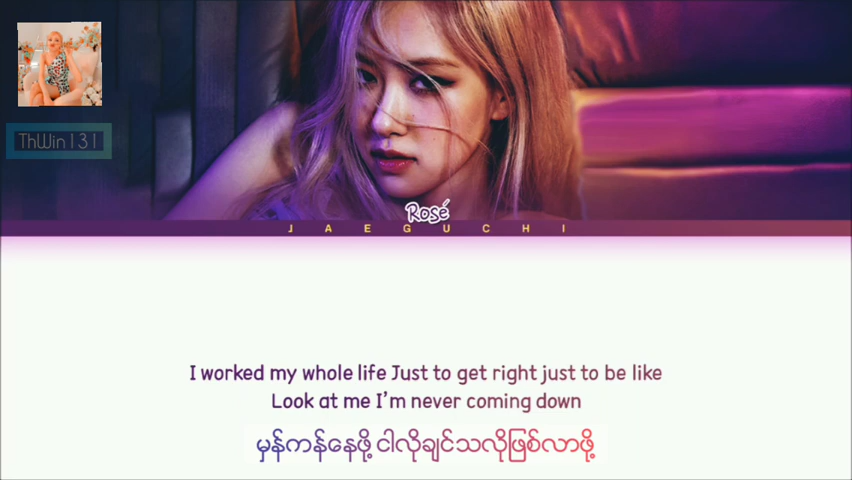 ThWin131
Rosé
JAEGUCHI
I worked my whole life Just to get right just to be like
Look at me I'm never coming down
မှန်ကန်နေဖို့ ငါလိုချင်သလိုဖြစ်လာဖို့